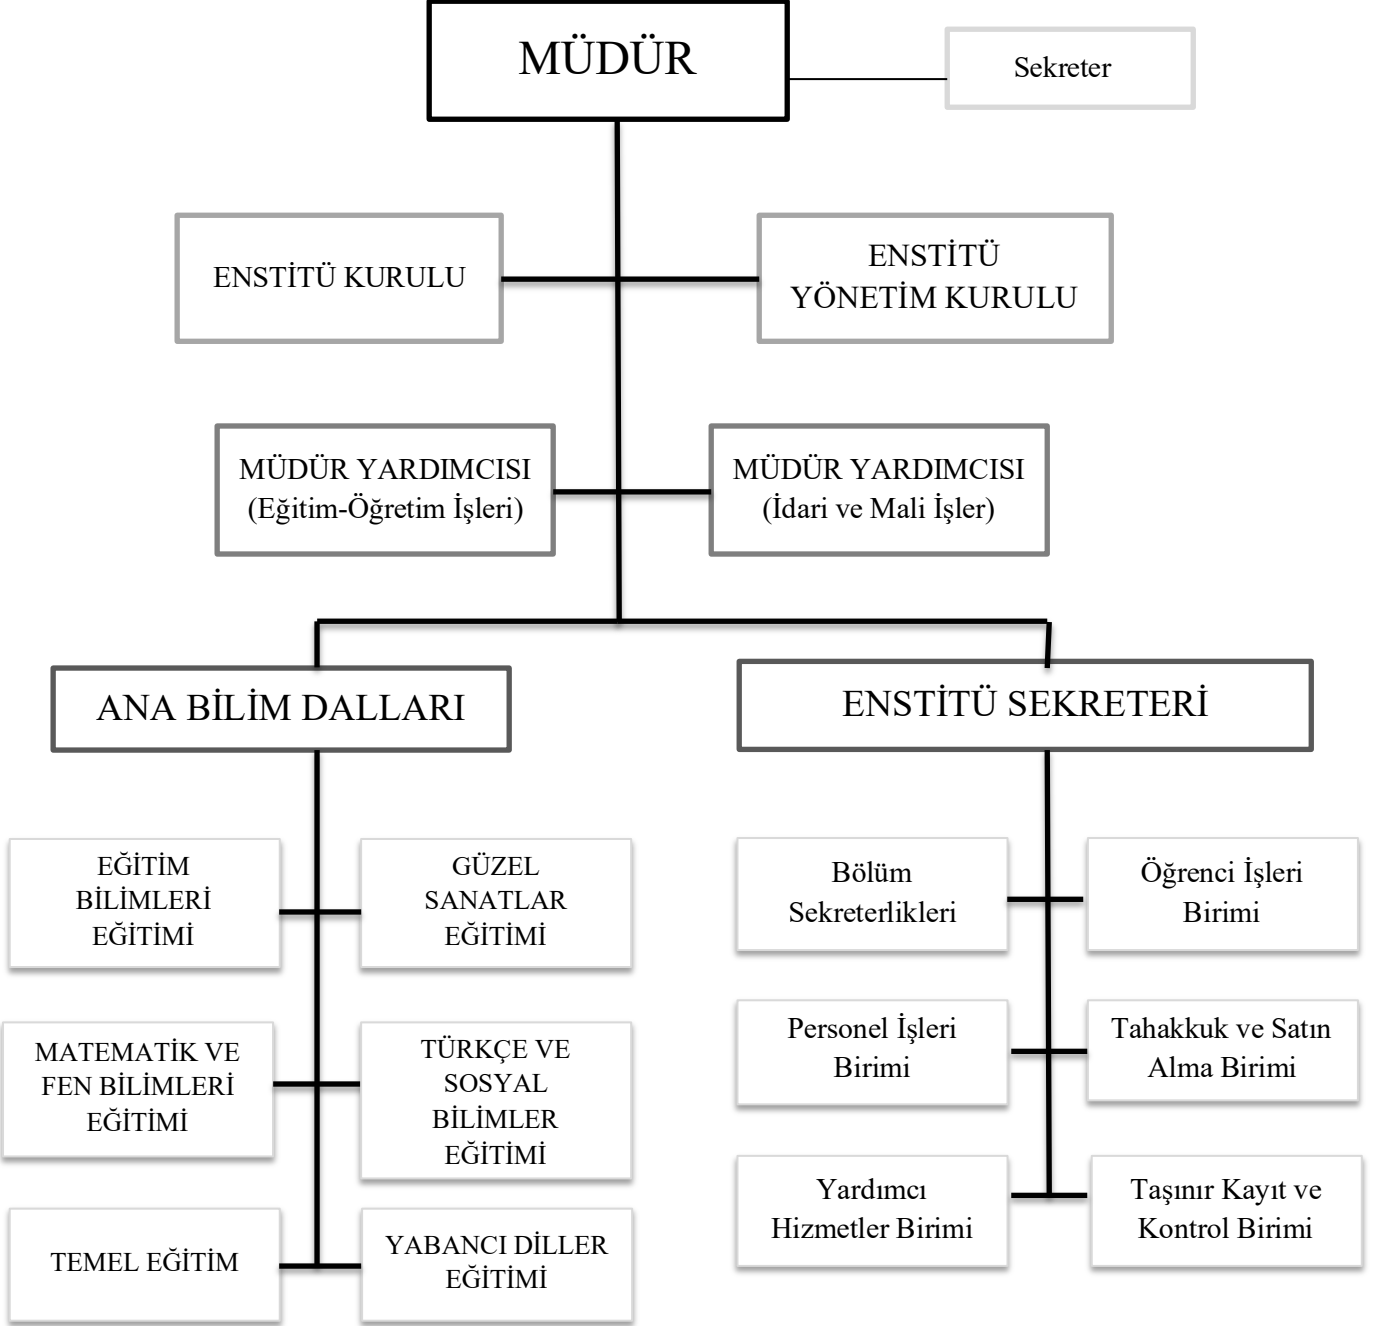 MÜDÜR
Sekreter
ENSTİTÜ KURULU
ENSTİTÜ
YÖNETİM KURULU
MÜDÜR YARDIMCISI
(Eğitim-Öğretim İşleri)
MÜDÜR YARDIMCISI
(İdari ve Mali İşler)
ANA BİLİM DALLARI
ENSTİTÜ SEKRETERİ
EĞİTİM
BİLİMLERİ
EĞİTİMİ
GÜZEL
SANATLAR
EĞİTİMİ
Bölüm
Sekreterlikleri
Öğrenci İşleri
Birimi
MATEMATİK VE
FEN BİLİMLERİ
EĞİTİMİ
TÜRKÇE VE
SOSYAL
BİLİMLER
EĞİTİMİ
Personel İşleri
Birimi
Tahakkuk ve Satın
Alma Birimi
TEMEL EĞİTİM
YABANCI DİLLER
EĞİTİMİ
Yardımcı
Hizmetler Birimi
Taşınır Kayıt ve
Kontrol Birimi